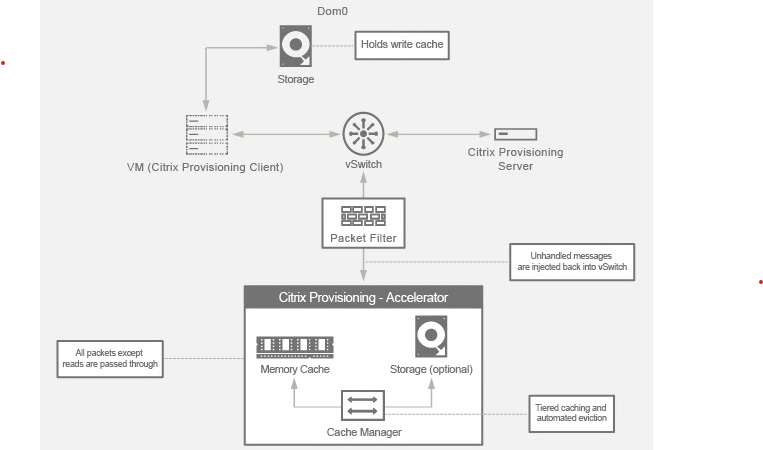 Dom0
Holds write cache
Storage
VM (Citrix Provisioning Client)
vSwitch
Citrix Provisioning
Server
Packet Filter
Unhandled messages
are injected back into vSwitch
Citrix Provisioning - Accelerator
All packets except
reads are passed through
Memory Cache
Storage (optional)
Tiered caching and
automated eviction
Cache Manager